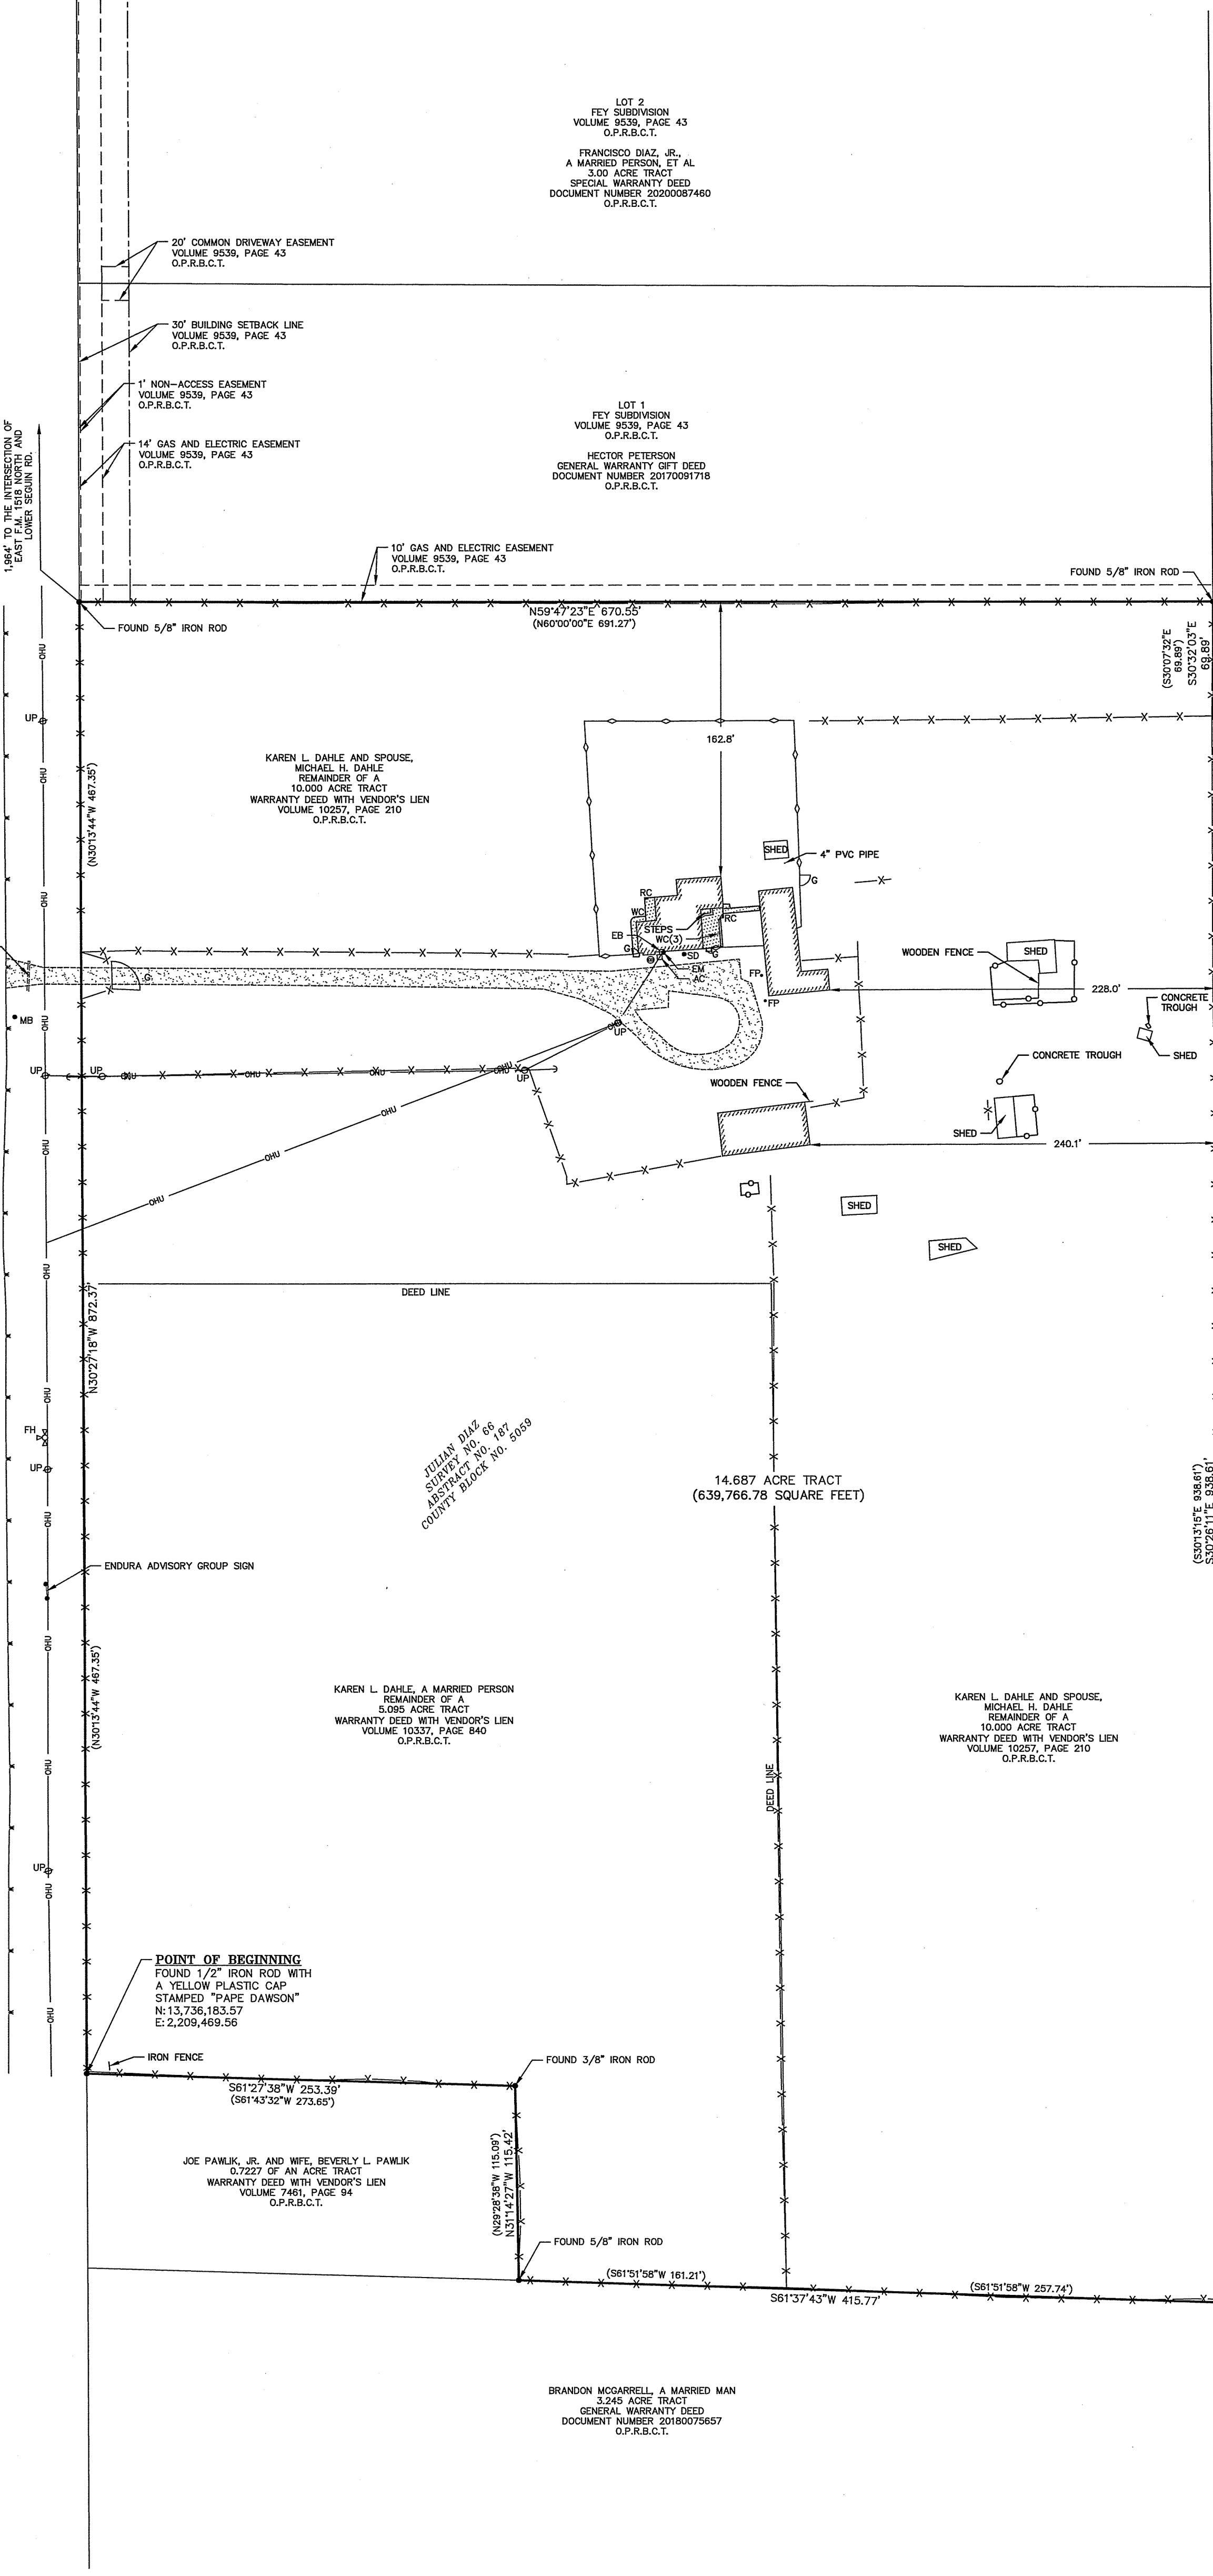 LOT 2
FEY SUBDIVISION
VOLUME 9539, PAGE 43
O.P.R.B.C.T.
FRANCISCO DIAZ, JR.,
A MARRIED PERSON, ET AL
3.00 ACRE TRACT
SPECIAL WARRANTY DEED
DOCUMENT NUMBER 20200087460
O.P.R.B.C.T.
20' COMMON DRIVEWAY EASEMENT
VOLUME 9539, PAGE 43
O.P.R.B.C.T.
30' BUILDING SETBACK LINE
VOLUME 9539, PAGE 43
O.P.R.B.C.T.
1' NON-ACCESS EASEMENT
VOLUME 9539, PAGE 43
O.P.R.B.C.T.
14' GAS AND ELECTRIC EASEMENT
VOLUME 9539, PAGE 43
O.P.R.B.C.T.
LOT 1
FEY SUBDIVISION
VOLUME 9539, PAGE 43
O.P.R.B.C.T.
HECTOR PETERSON
GENERAL WARRANTY GIFT DEED
DOCUMENT NUMBER 20170091718
O.P.R.B.C.T.
1,964' TO THE INTERSECTION OF
EAST F.M. 1518 NORTH AND
LOWER SEGUIN RD.
10' GAS AND ELECTRIC EASEMENT
VOLUME 9539, PAGE 43
O.P.R.B.C.T.
FOUND 5/8" IRON ROD
N59°47'23"E 670.55'
(N60°00'00"E 691.27')
FOUND 5/8" IRON ROD
(S30°07'32"E
69.89')
S30°32'03"E
69.89'
OHU
UP
OHU
162.8'
KAREN L. DAHLE AND SPOUSE,
MICHAEL H. DAHLE
REMAINDER OF A
10.000 ACRE TRACT
WARRANTY DEED WITH VENDOR'S LIEN
VOLUME 10257, PAGE 210
O.P.R.B.C.T.
(N30°13'44"W 467.35')
SHED
4" PVC PIPE
G
RC
WC
STEPS
RC
EB
WC(3)
G
SD
G
EM
AC
FP
FP
OHU
WOODEN FENCE
SHED
228.0'
CONCRETE
TROUGH
SHED
G
MB
OHU
OHU
UP
CONCRETE TROUGH
UP
UP
OHU
OHU
OHU
OHU
UP
WOODEN FENCE
OHU
OHU
SHED
240.1'
OHU
OHU
SHED
SHED
OHU
DEED LINE
N30°27'18"W 872.37'
OHU
FH
UP
JULIAN DIAZ
SURVEY NO. 66
ABSTRACT NO. 187
COUNTY BLOCK NO. 5059
14.687 ACRE TRACT
(639,766.78 SQUARE FEET)
(S30°13'15"E 938.61')
S30°26'11"E 938.61'
OHU
ENDURA ADVISORY GROUP SIGN
OHU
(N30°13'44"W 467.35')
KAREN L. DAHLE, A MARRIED PERSON
REMAINDER OF A
5.095 ACRE TRACT
WARRANTY DEED WITH VENDOR'S LIEN
VOLUME 10337, PAGE 840
O.P.R.B.C.T.
KAREN L. DAHLE AND SPOUSE,
MICHAEL H. DAHLE
REMAINDER OF A
10.000 ACRE TRACT
WARRANTY DEED WITH VENDOR'S LIEN
VOLUME 10257, PAGE 210
O.P.R.B.C.T.
OHU
DEED LINE
UP
OHU
POINT OF BEGINNING
FOUND 1/2" IRON ROD WITH
A YELLOW PLASTIC CAP
STAMPED "PAPE DAWSON"
N: 13,736,183.57
E: 2,209,469.56
OHU
IRON FENCE
FOUND 3/8" IRON ROD
S61°27'38"W 253.39'
(S61°43'32"W 273.65')
(N29°28'38"W 115.09')
N31°14'27"W 115.42'
JOE PAWLIK, JR. AND WIFE, BEVERLY L. PAWLIK
0.7227 OF AN ACRE TRACT
WARRANTY DEED WITH VENDOR'S LIEN
VOLUME 7461, PAGE 94
O.P.R.B.C.T.
FOUND 5/8" IRON ROD
(S61°51'58"W 161.21')
(S61°51'58"W 257.74')
S61°37'43"W 415.77'
BRANDON MCGARRELL, A MARRIED MAN
3.245 ACRE TRACT
GENERAL WARRANTY DEED
DOCUMENT NUMBER 20180075657
O.P.R.B.C.T.